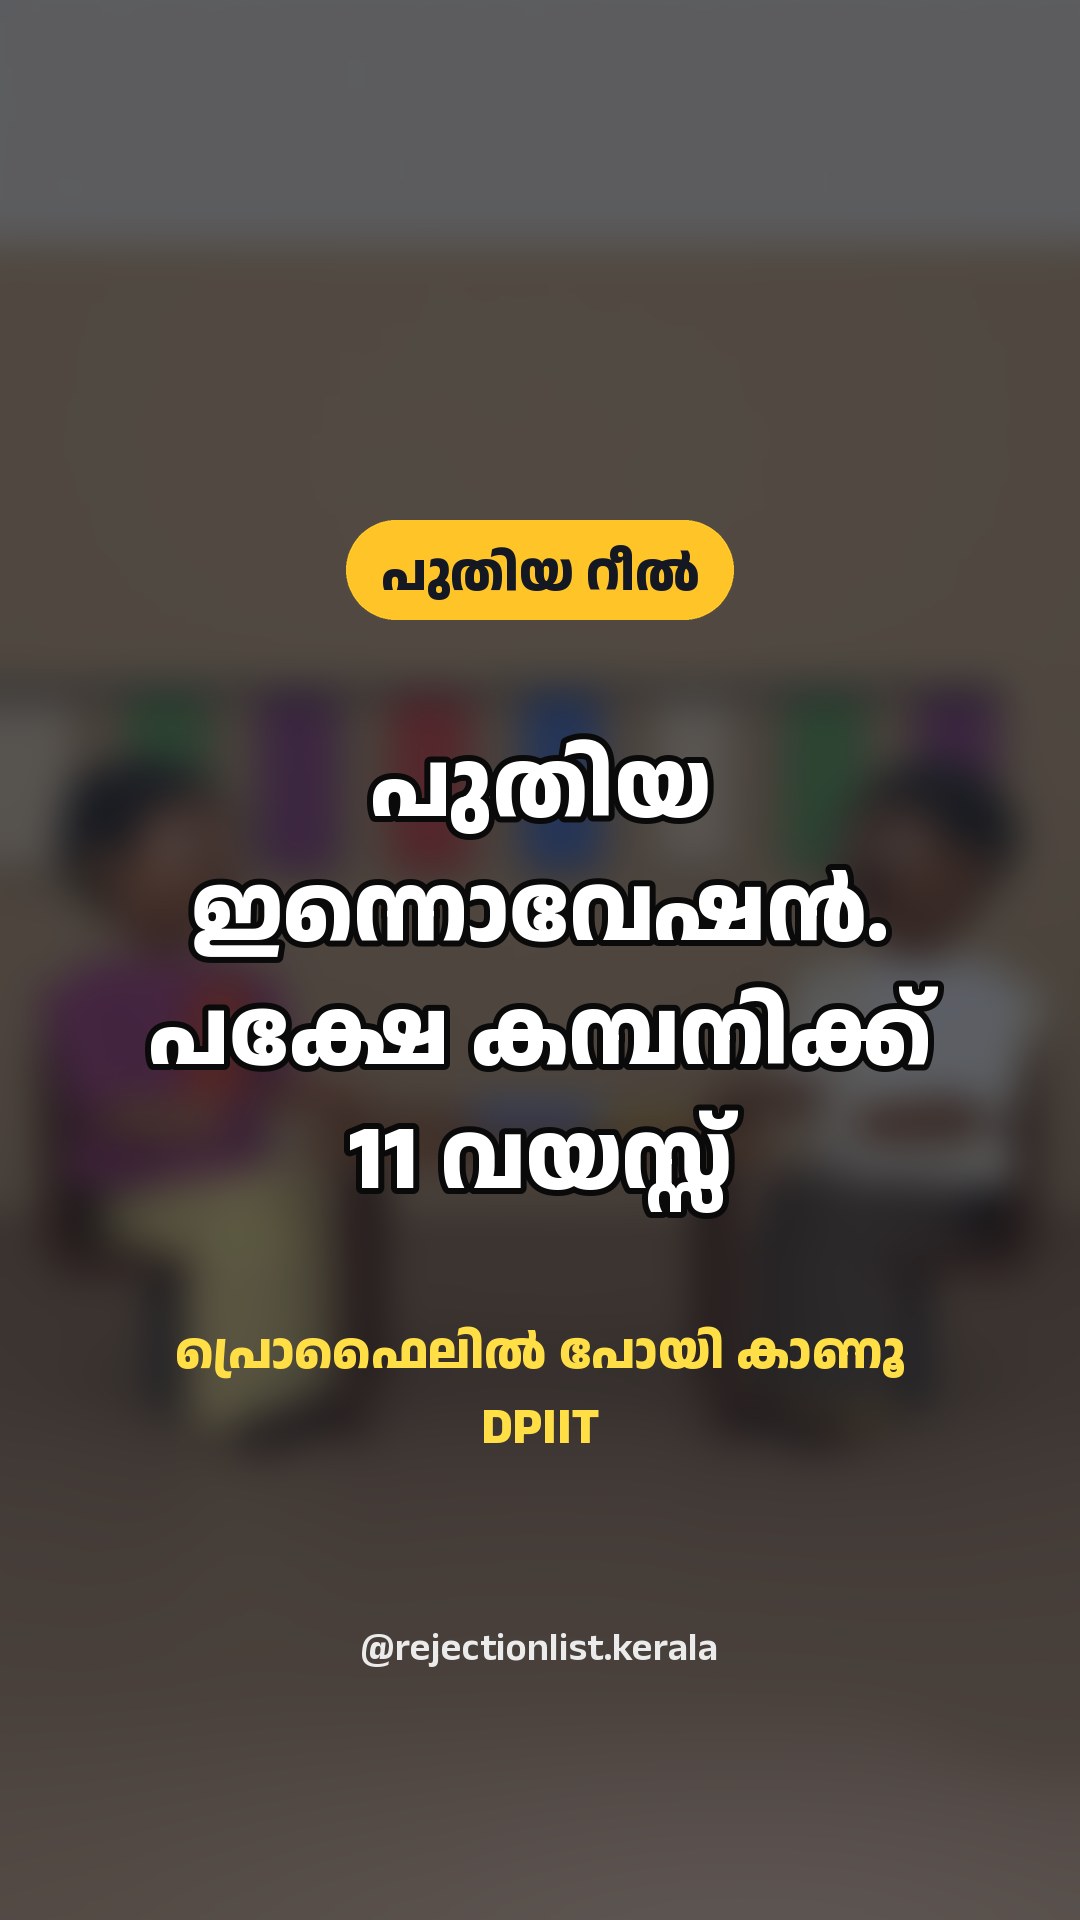 പുതിയ റീൽ
പുതിയ
ഇന്നൊവേഷൻ.
പക്ഷേ കമ്പനിക്ക്
11 വയസ്സ്
പ്രൊഫൈലിൽ പോയി കാണൂ
DPIIT
@rejectionlist.kerala